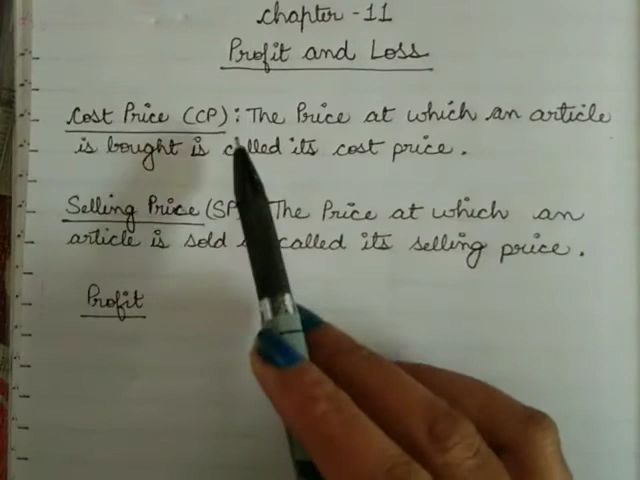 Chapter - 11
Profit and Loss
Cost Price (CP) : The Price at which an article
is bought is called its cost price.
Selling Price (SP) The Price at which an
article is sold is called its selling price.
Profit